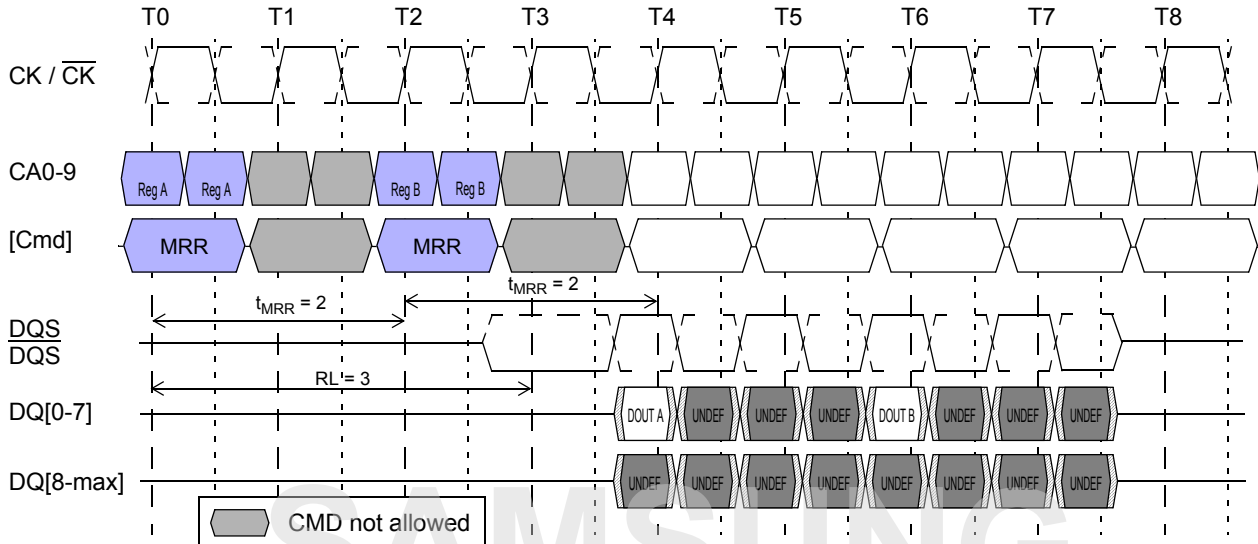 T0 T1 T2 T3 T4 T5 T6 T7 T8
CK / CK
CA0-9
Reg A Reg A Reg B Reg B
[Cmd]
MRR MRR
tMRR = 2
tMRR = 2
DQS
DQS
RL = 3
DQ[0-7]
DOUT A UNDEF UNDEF UNDEF DOUT B UNDEF UNDEF UNDEF
DQ[8-max]
UNDEF UNDEF UNDEF UNDEF UNDEF UNDEF UNDEF UNDEF
CMD not allowed
SAMSUNG